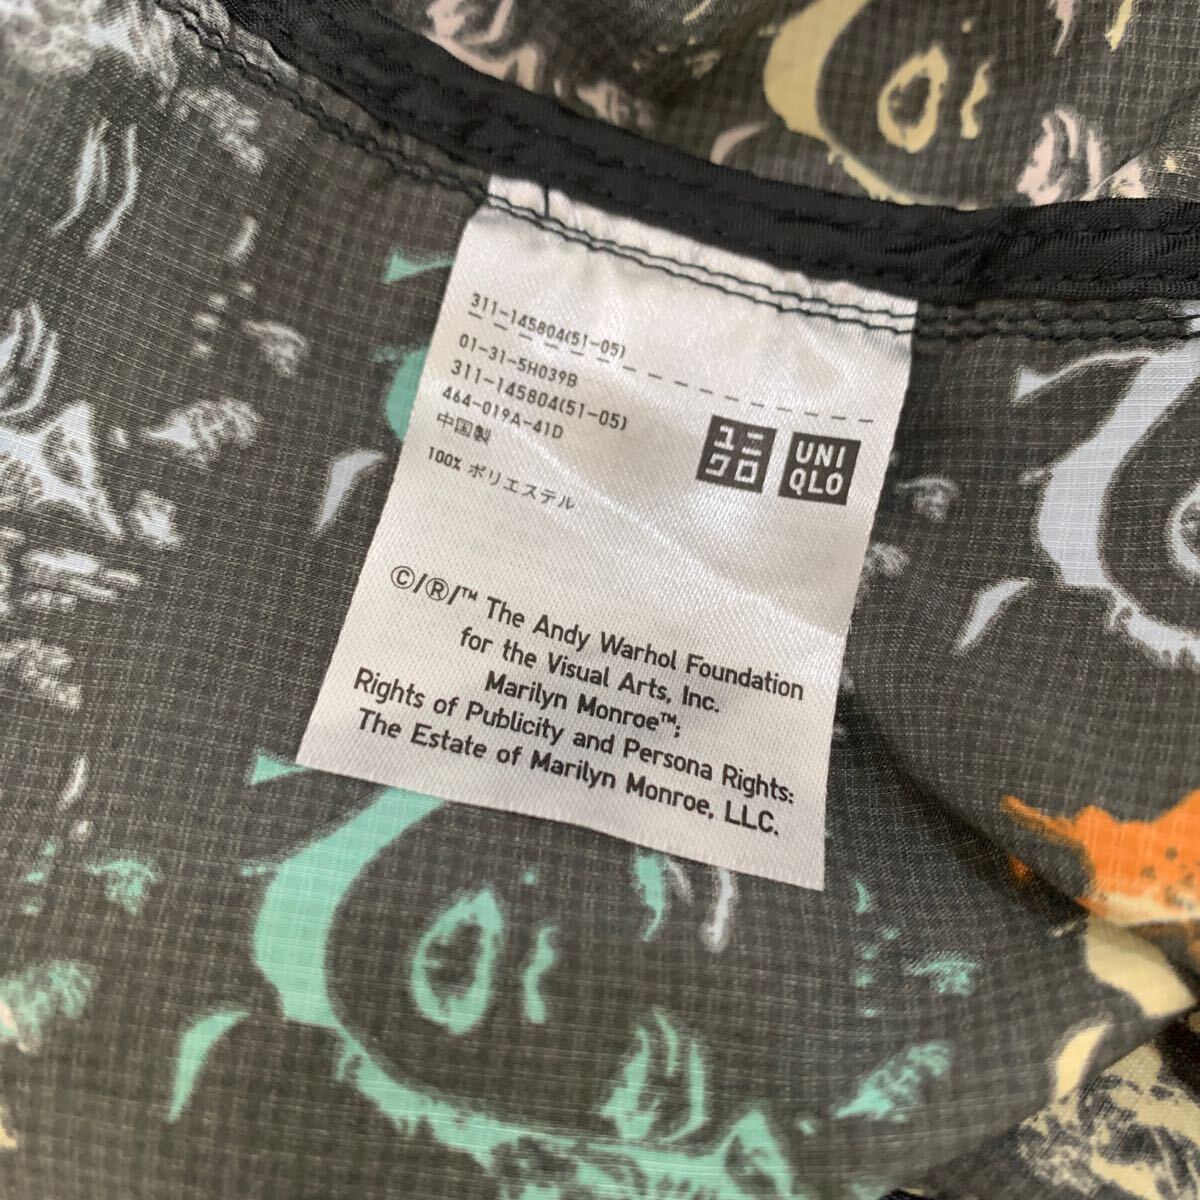 311-145804(51-05)
01-31-5H039B
311-145804(51-05)
464-019A-41D
中国製
100% ポリエステル
ユニ
クロ
UNI
QLO
©/®/™ The Andy Warhol Foundation
for the Visual Arts, Inc.
Marilyn Monroe™;
Rights of Publicity and Persona Rights:
The Estate of Marilyn Monroe, LLC.